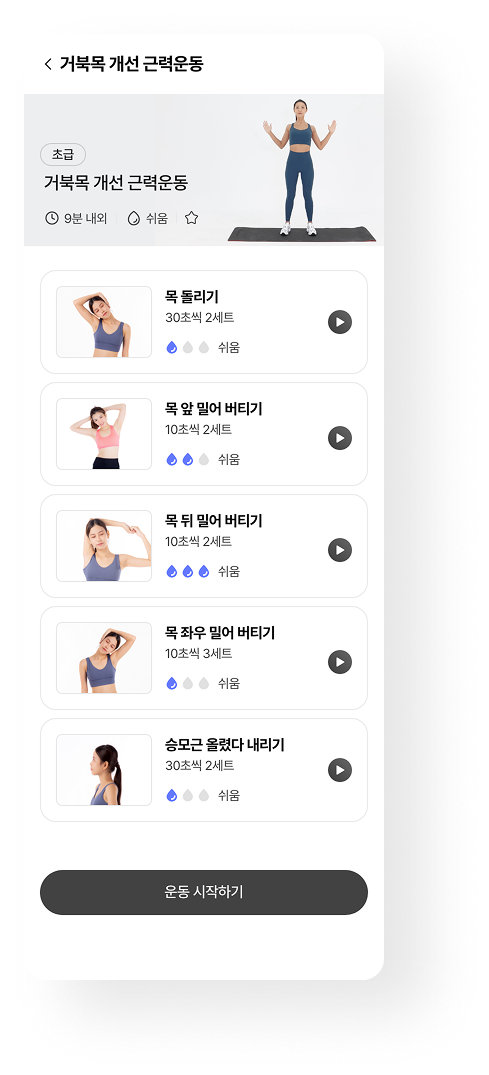 거북목 개선 근력운동
초급
거북목 개선 근력운동
9분 내외 쉬움
목 돌리기
30초씩 2세트
쉬움
목 앞 밀어 버티기
10초씩 2세트
쉬움
목 뒤 밀어 버티기
10초씩 2세트
쉬움
목 좌우 밀어 버티기
10초씩 3세트
쉬움
승모근 올렸다 내리기
30초씩 2세트
쉬움
운동 시작하기